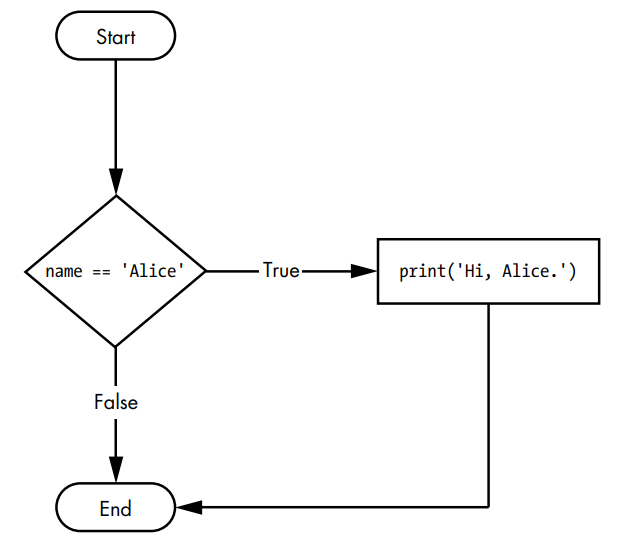 Start
name == 'Alice'
True
print('Hi, Alice.')
False
End